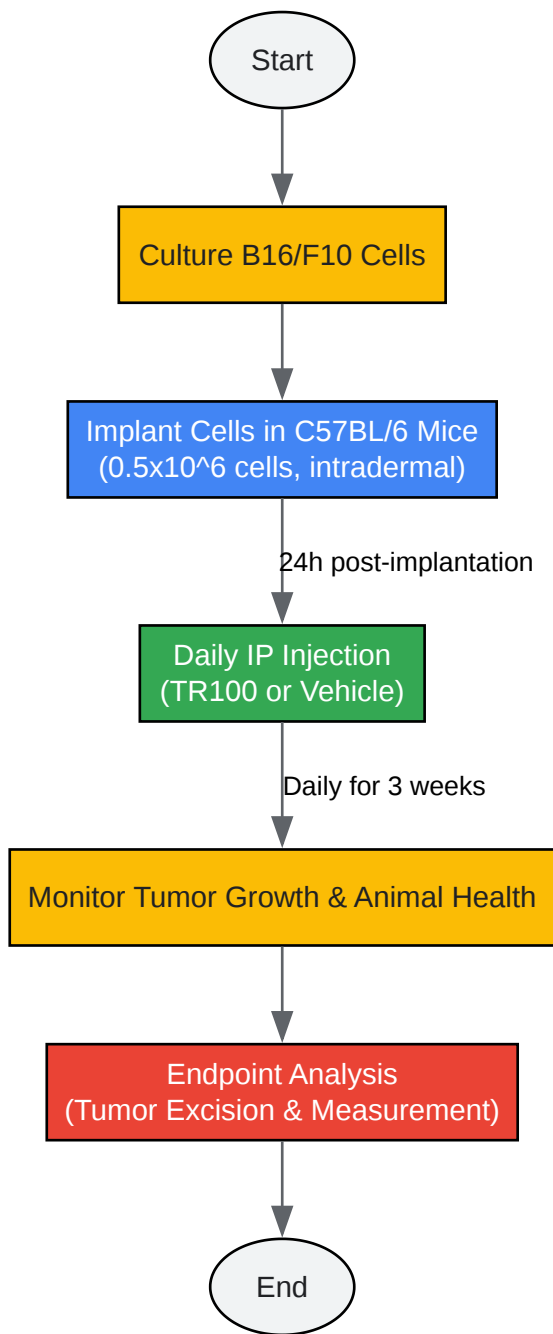 Start
Culture B16/F10 Cells
Implant Cells in C57BL/6 Mice
(0.5x10^6 cells, intradermal)
24h post-implantation
Daily IP Injection
(TR100 or Vehicle)
Daily for 3 weeks
Monitor Tumor Growth & Animal Health
Endpoint Analysis
(Tumor Excision & Measurement)
End